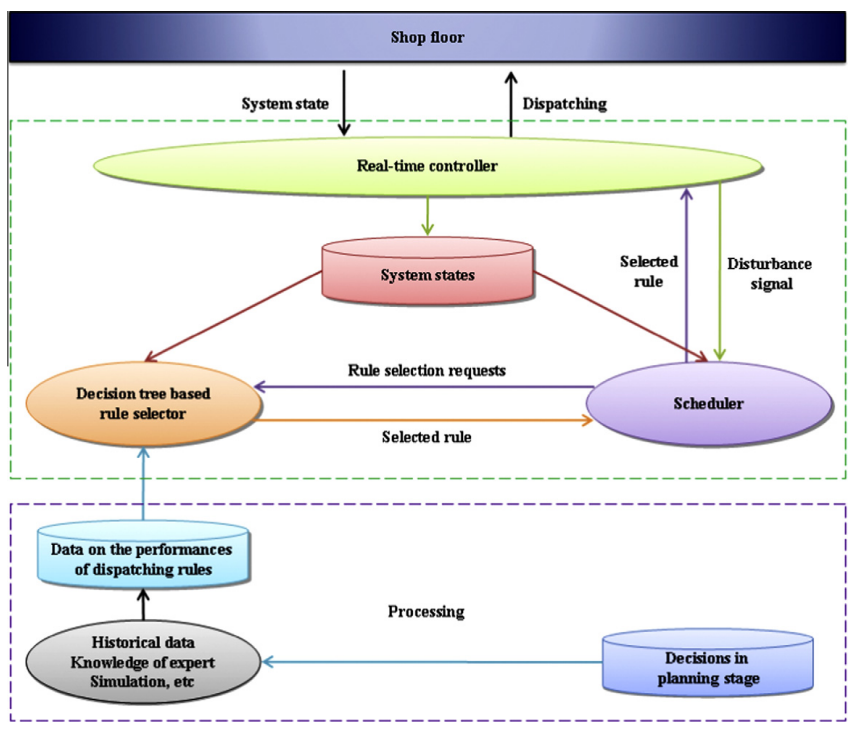 Shop floor
System state
Dispatching
Real-time controller
System states
Selected
rule
Disturbance
signal
Rule selection requests
Decision tree based
rule selector
Scheduler
Selected rule
Data on the performances
of dispatching rules
Processing
Historical data
Knowledge of expert
Simulation, etc
Decisions in
planning stage